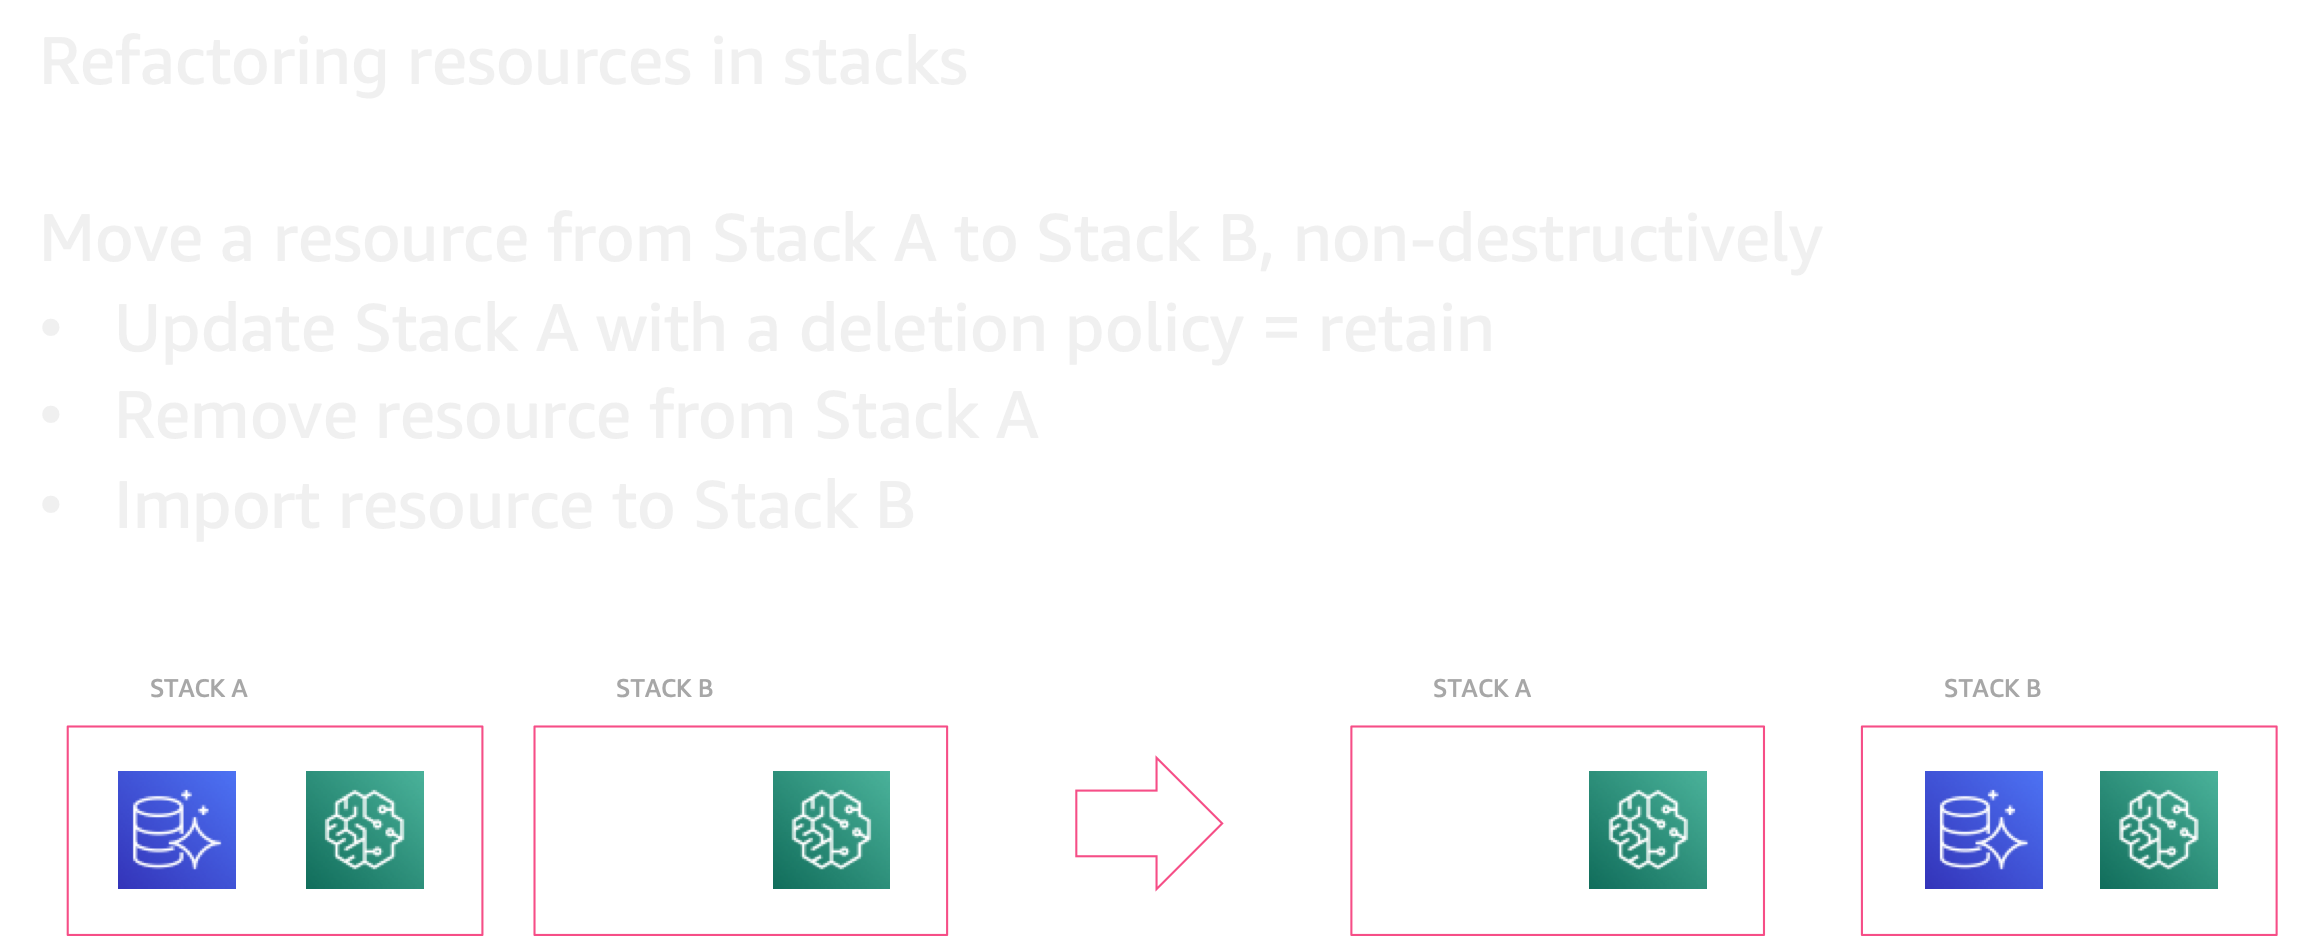 Refactoring resources in stacks
Move a resource from Stack A to Stack B, non-destructively
• Update Stack A with a deletion policy = retain
• Remove resource from Stack A
• Import resource to Stack B
STACK A
STACK B
STACK A
STACK B